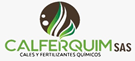 CALFERQUIM SAS
CALES Y FERTILIZANTES QUÍMICOS